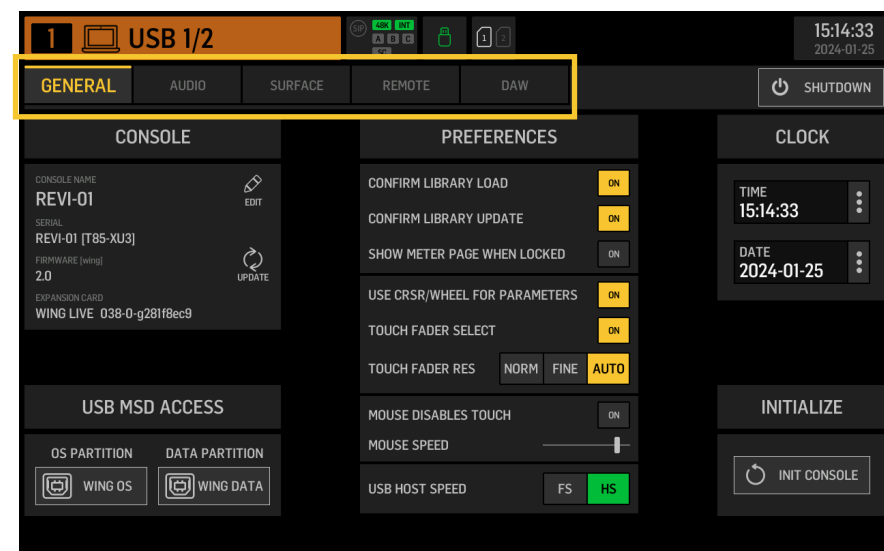 1 USB 1/2
SIP 48K INT
A B C
SC
1 2
15:14:33
2024-01-25
GENERAL AUDIO SURFACE REMOTE DAW
SHUTDOWN
CONSOLE
CONSOLE NAME
REVI-01
EDIT
SERIAL
REVI-01 [T85-XU3]
FIRMWARE [wing]
2.0
UPDATE
EXPANSION CARD
WING LIVE 038-0-g281f8ec9
USB MSD ACCESS
OS PARTITION DATA PARTITION
WING OS WING DATA
PREFERENCES
CONFIRM LIBRARY LOAD ON
CONFIRM LIBRARY UPDATE ON
SHOW METER PAGE WHEN LOCKED ON
USE CRSR/WHEEL FOR PARAMETERS ON
TOUCH FADER SELECT ON
TOUCH FADER RES NORM FINE AUTO
MOUSE DISABLES TOUCH ON
MOUSE SPEED
USB HOST SPEED FS HS
CLOCK
TIME
15:14:33
DATE
2024-01-25
INITIALIZE
INIT CONSOLE